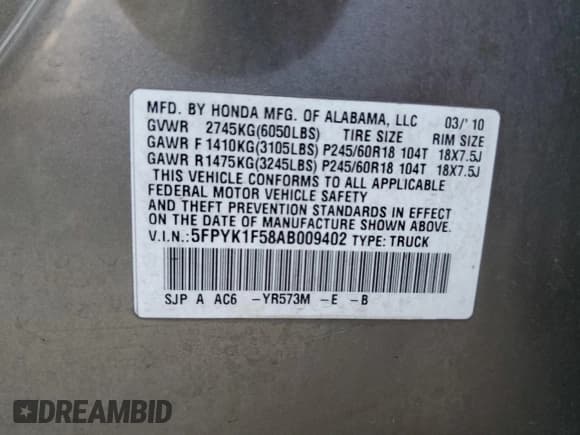 MFD. BY HONDA MFG. OF ALABAMA, LLC 03/'10
GVWR 2745KG(6050LBS) TIRE SIZE RIM SIZE
GAWR F 1410KG(3105LBS) P245/60R18 104T 18X7.5J
GAWR R1475KG(3245LBS) P245/60R18 104T 18X7.5J
THIS VEHICLE CONFORMS TO ALL APPLICABLE
FEDERAL MOTOR VEHICLE SAFETY
AND THEFT PREVENTION STANDARDS IN EFFECT
ON THE DATE OF MANUFACTURE SHOWN ABOVE.
V.I.N.:5FPYK1F58AB009402 TYPE:TRUCK
SJP A AC6 -YR573M -E -B
DREAMBID